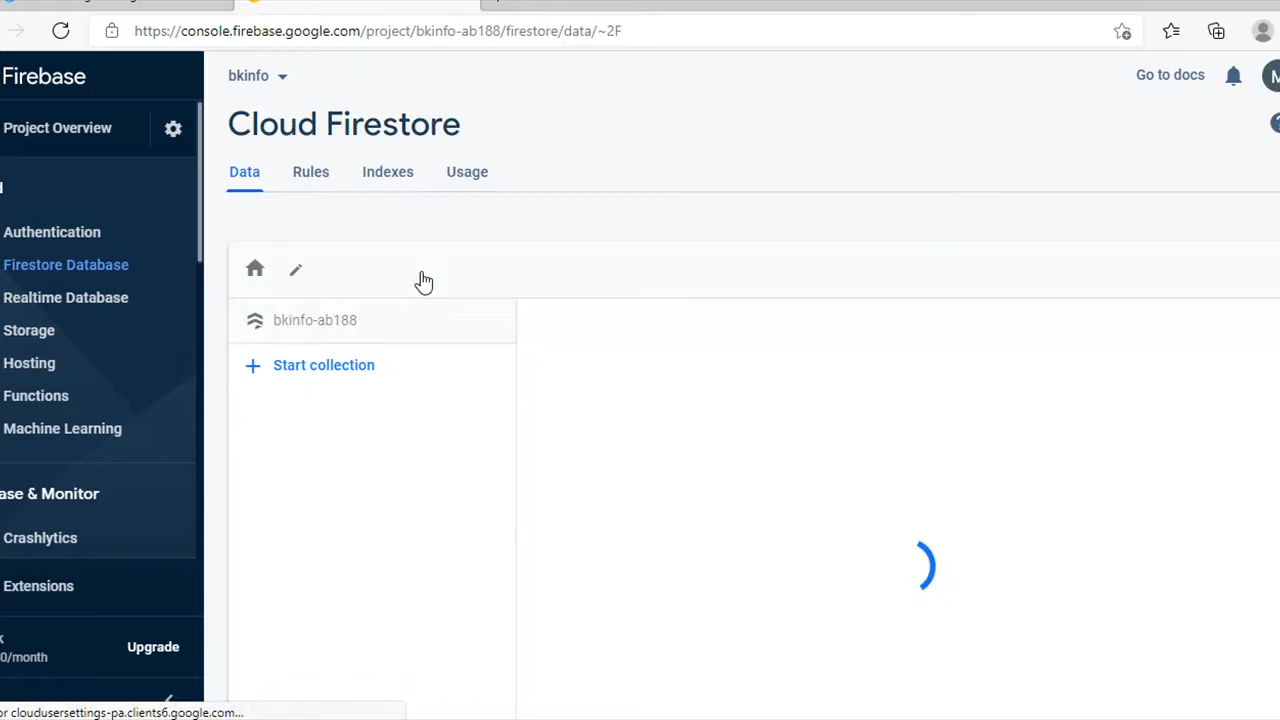 https://console.firebase.google.com/project/bkinfo-ab188/firestore/data/~2F
Firebase
bkinfo
Go to docs
M
Project Overview
Cloud Firestore
Data
Rules
Indexes
Usage
Authentication
Firestore Database
Realtime Database
Storage
Hosting
Functions
Machine Learning
bkinfo-ab188
Start collection
ase & Monitor
Crashlytics
Extensions
k
0/month
Upgrade
or cloudusersettings-pa.clients6.google.com...